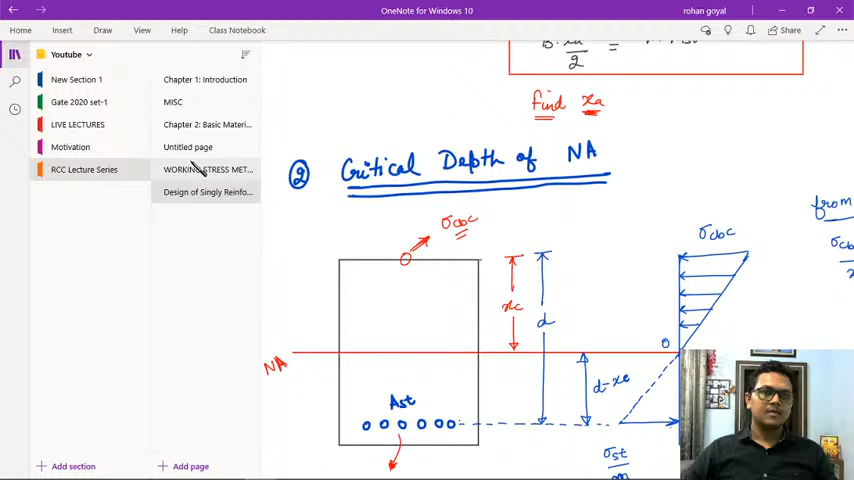 OneNote for Windows 10
rohan goyal
Home Insert Draw View Help Class Notebook
Share
Youtube
New Section 1
Gate 2020 set-1
LIVE LECTURES
Motivation
RCC Lecture Series
Chapter 1: Introduction
MISC
Chapter 2: Basic Materi...
Untitled page
WORKING STRESS MET...
Design of Singly Reinfo...
Add section
Add page
2
=
find xa
② Critical Depth of NA
σcbc
σcbc
from
σcb
xc
d
NA
O
d-xc
Ast
σst
m